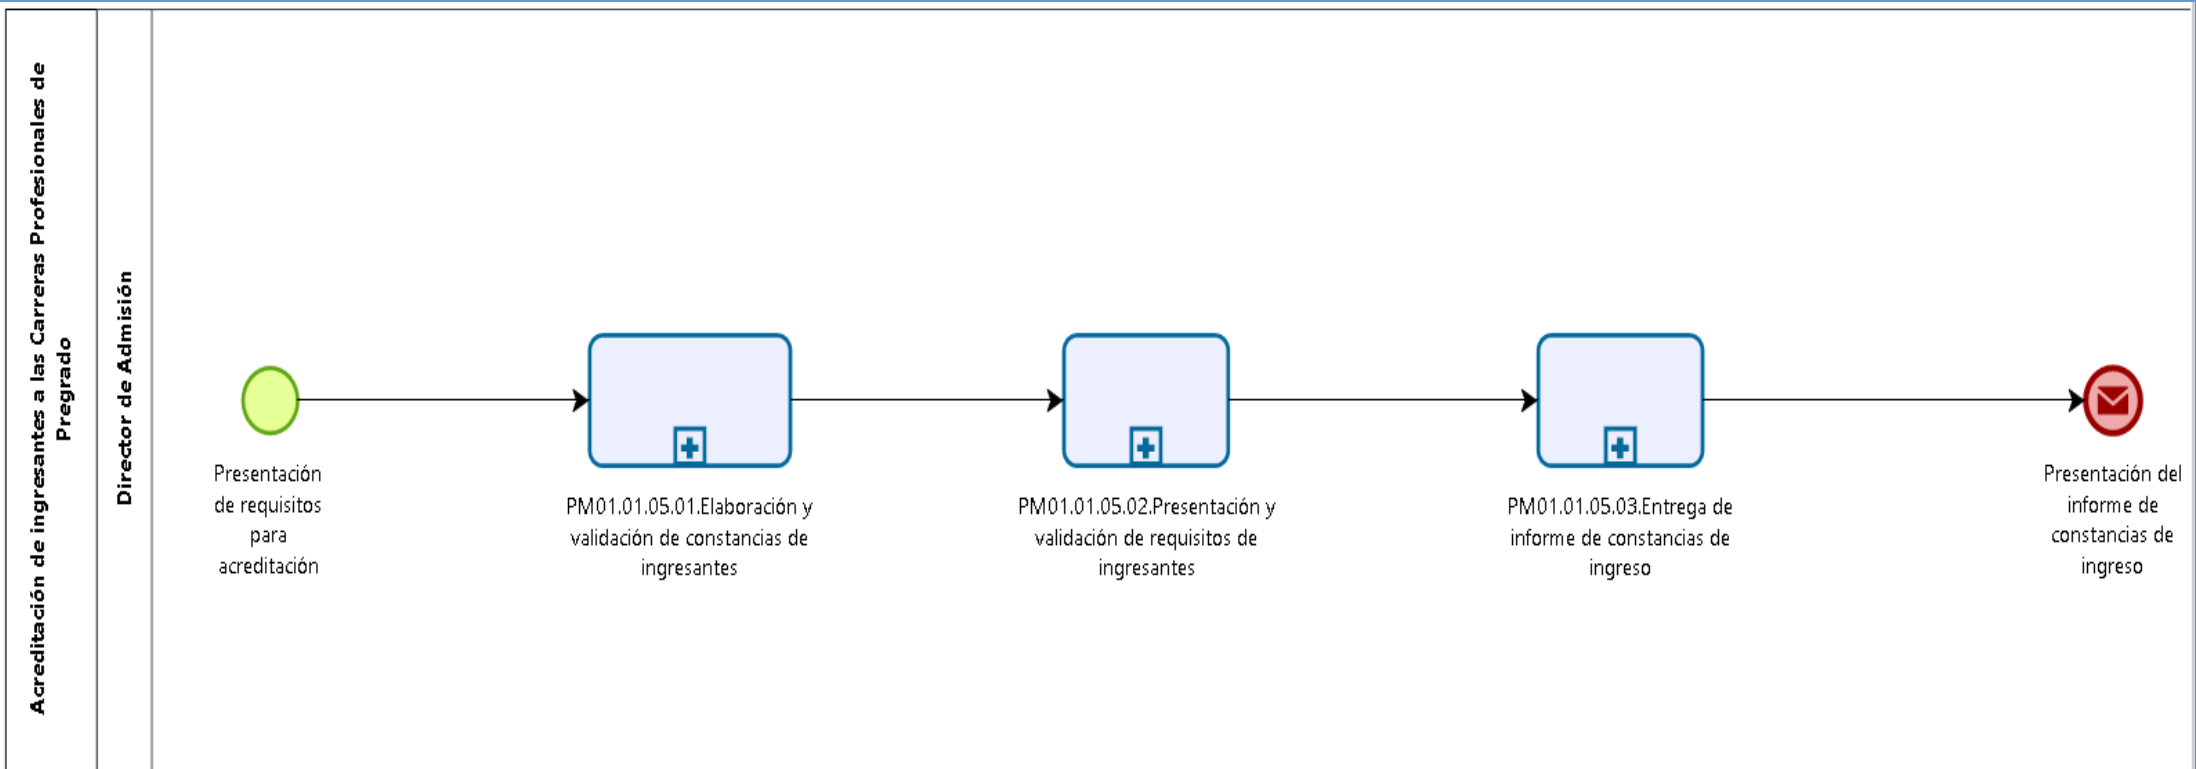 Acreditación de ingresantes a las Carreras Profesionales de
Pregrado
Director de Admisión
Presentación
de requisitos
para
acreditación
PM01.01.05.01.Elaboración y
validación de constancias de
ingresantes
PM01.01.05.02.Presentación y
validación de requisitos de
ingresantes
PM01.01.05.03.Entrega de
informe de constancias de
ingreso
Presentación del
informe de
constancias de
ingreso